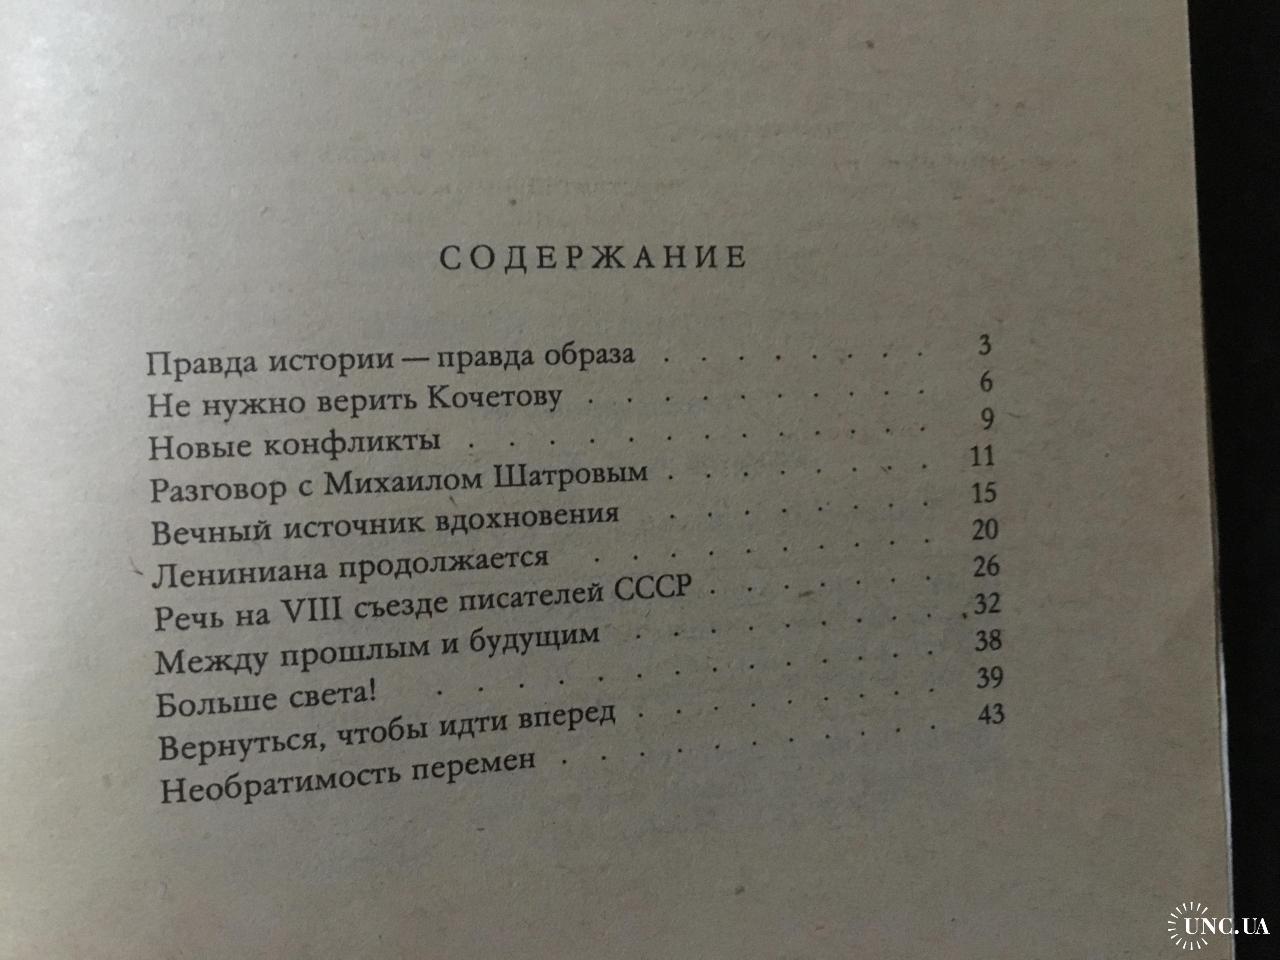 СОДЕРЖАНИЕ
Правда истории — правда образа . . . . . . . . 3
Не нужно верить Кочетову . . . . . . . . . . 6
Новые конфликты . . . . . . . . . . . . . 9
Разговор с Михаилом Шатровым . . . . . . . . 11
Вечный источник вдохновения . . . . . . . . 15
Лениниана продолжается . . . . . . . . . . 20
Речь на VIII съезде писателей СССР . . . . . . . 26
Между прошлым и будущим . . . . . . . . . 32
Больше света! . . . . . . . . . . . . . . 38
Вернуться, чтобы идти вперед . . . . . . . . . 39
Необратимость перемен . . . . . . . . . . . 43
UNC.UA